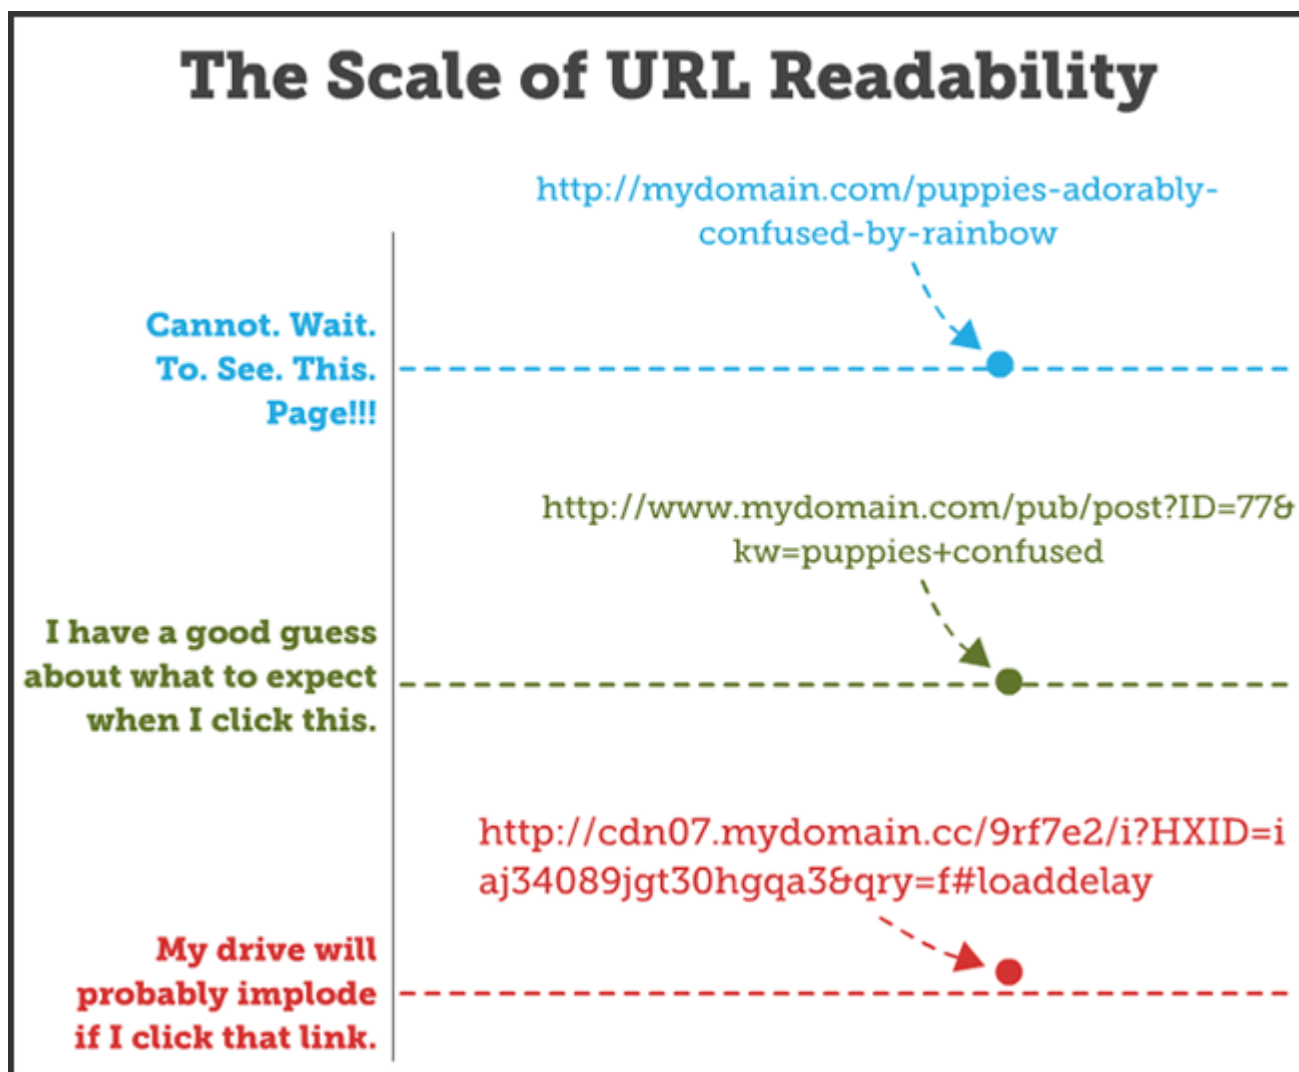 The Scale of URL Readability
http://mydomain.com/puppies-adorably-
confused-by-rainbow
Cannot. Wait.
To. See. This.
Page!!!
http://www.mydomain.com/pub/post?ID=77&
kw=puppies+confused
I have a good guess
about what to expect
when I click this.
http://cdn07.mydomain.cc/9rf7e2/i?HXID=i
aj34089jgt30hgqa3&qry=f#loaddelay
My drive will
probably implode
if I click that link.